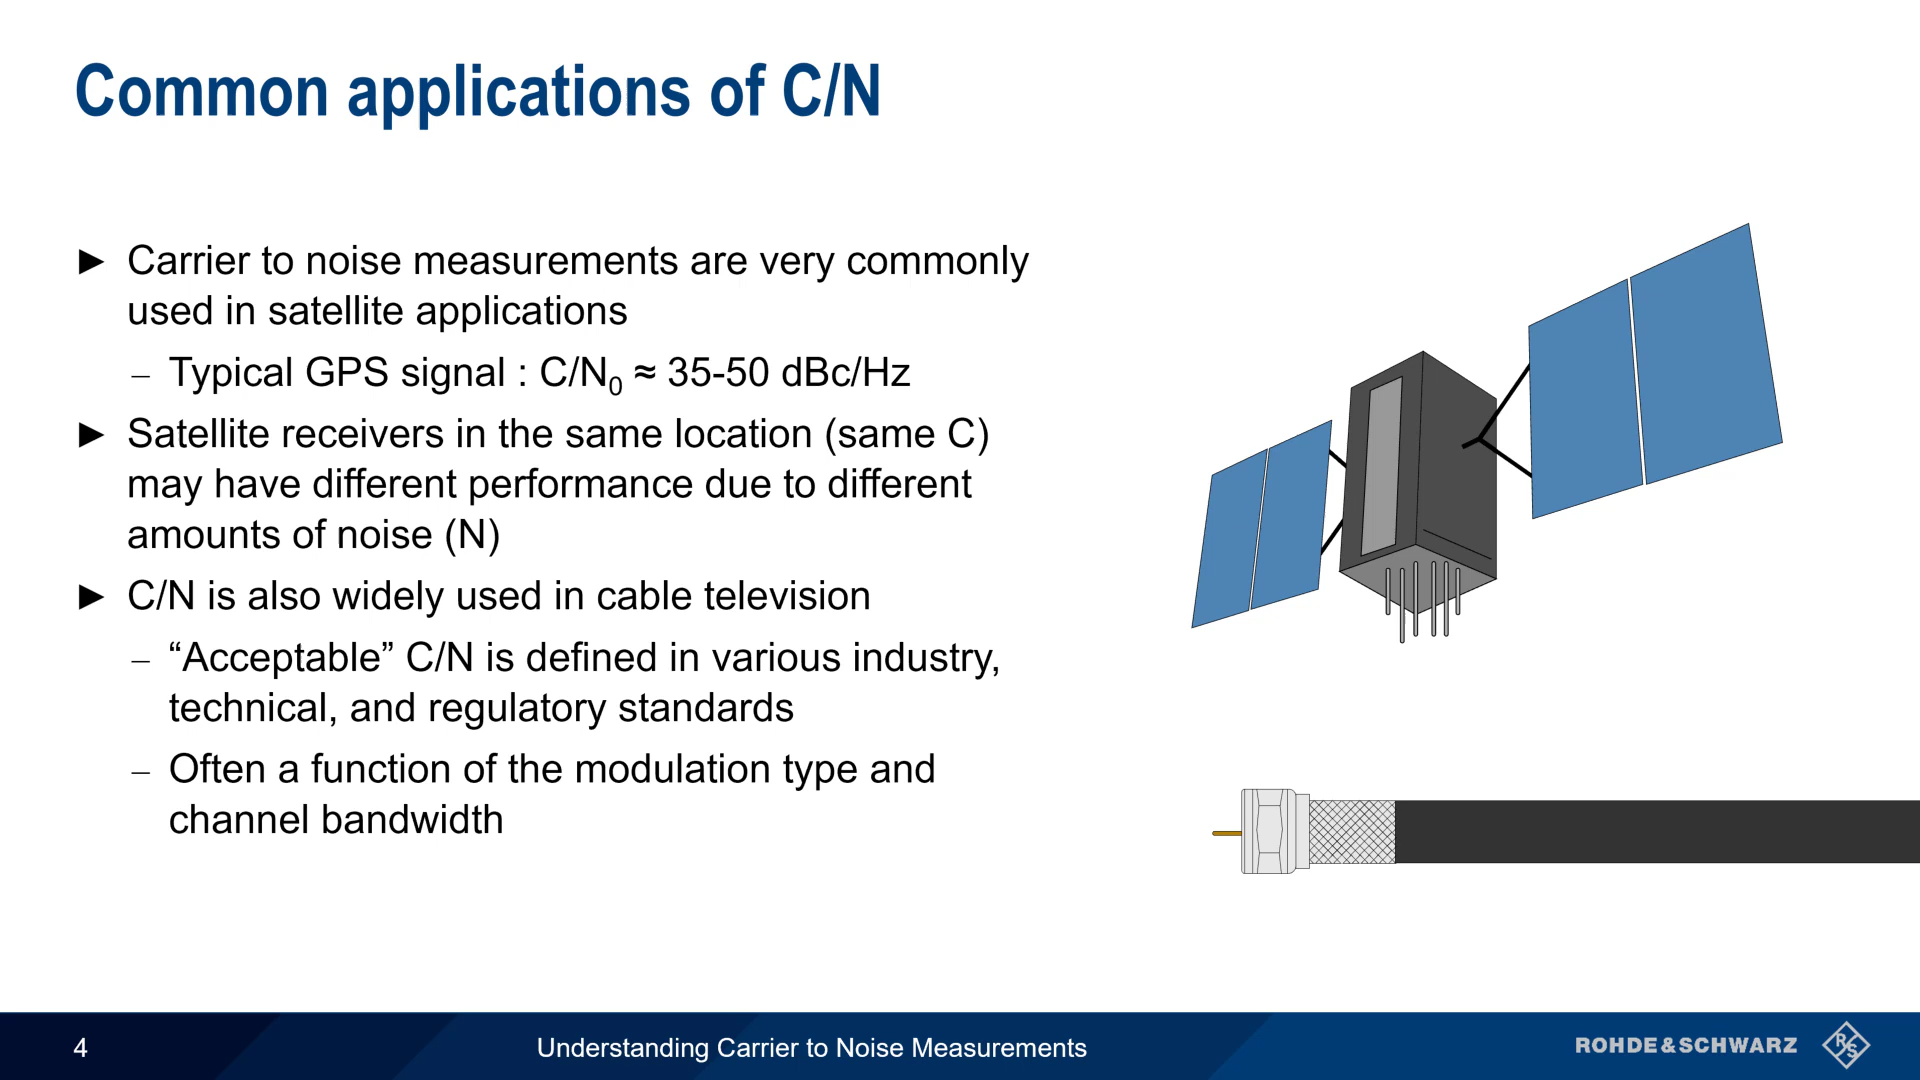 Common applications of C/N
► Carrier to noise measurements are very commonly
used in satellite applications
– Typical GPS signal : C/N₀ ≈ 35-50 dBc/Hz
► Satellite receivers in the same location (same C)
may have different performance due to different
amounts of noise (N)
► C/N is also widely used in cable television
– “Acceptable” C/N is defined in various industry,
technical, and regulatory standards
– Often a function of the modulation type and
channel bandwidth
4
Understanding Carrier to Noise Measurements
ROHDE&SCHWARZ
R&S